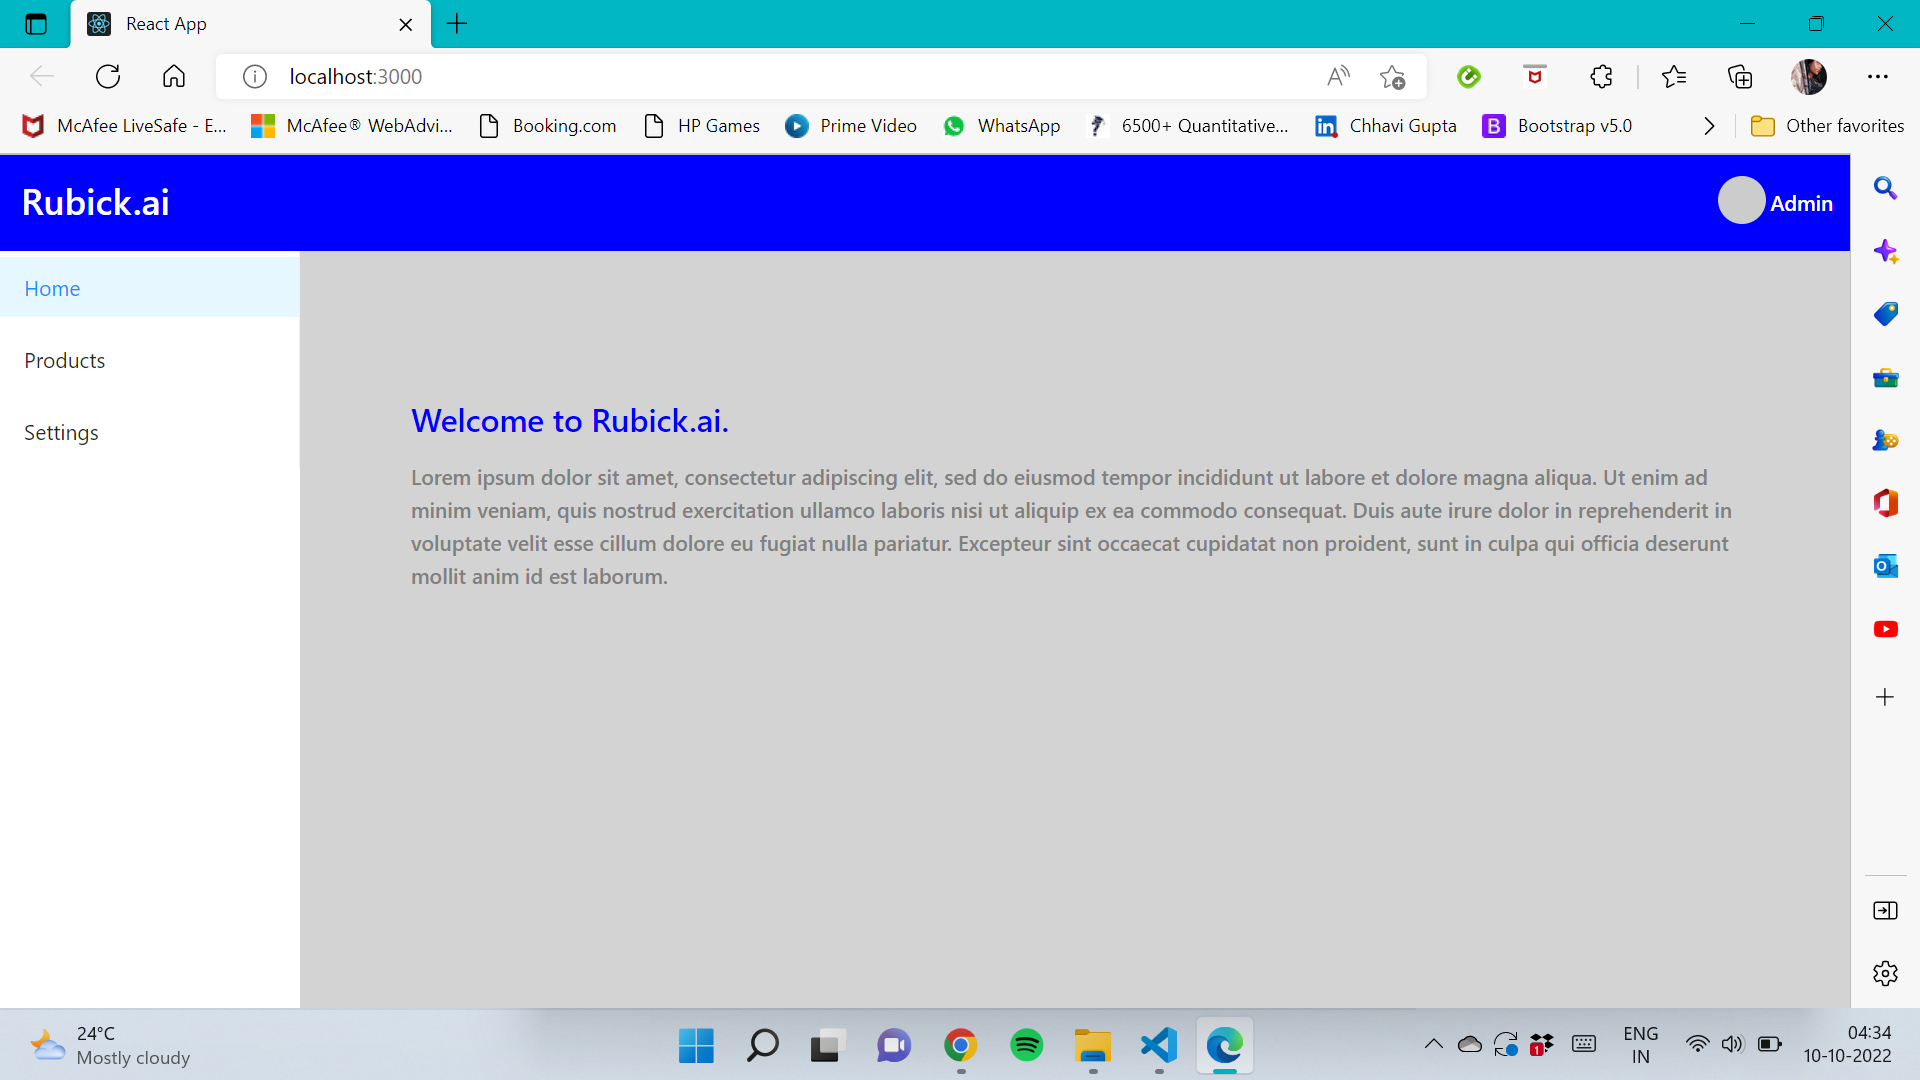 React App
localhost:3000
McAfee LiveSafe - E...
McAfee® WebAdvi...
Booking.com
HP Games
Prime Video
WhatsApp
6500+ Quantitative...
Chhavi Gupta
Bootstrap v5.0
Other favorites
Rubick.ai
Admin
Home
Products
Settings
Welcome to Rubick.ai.
Lorem ipsum dolor sit amet, consectetur adipiscing elit, sed do eiusmod tempor incididunt ut labore et dolore magna aliqua. Ut enim ad
minim veniam, quis nostrud exercitation ullamco laboris nisi ut aliquip ex ea commodo consequat. Duis aute irure dolor in reprehenderit in
voluptate velit esse cillum dolore eu fugiat nulla pariatur. Excepteur sint occaecat cupidatat non proident, sunt in culpa qui officia deserunt
mollit anim id est laborum.
24°C
Mostly cloudy
1
ENG
IN
04:34
10-10-2022